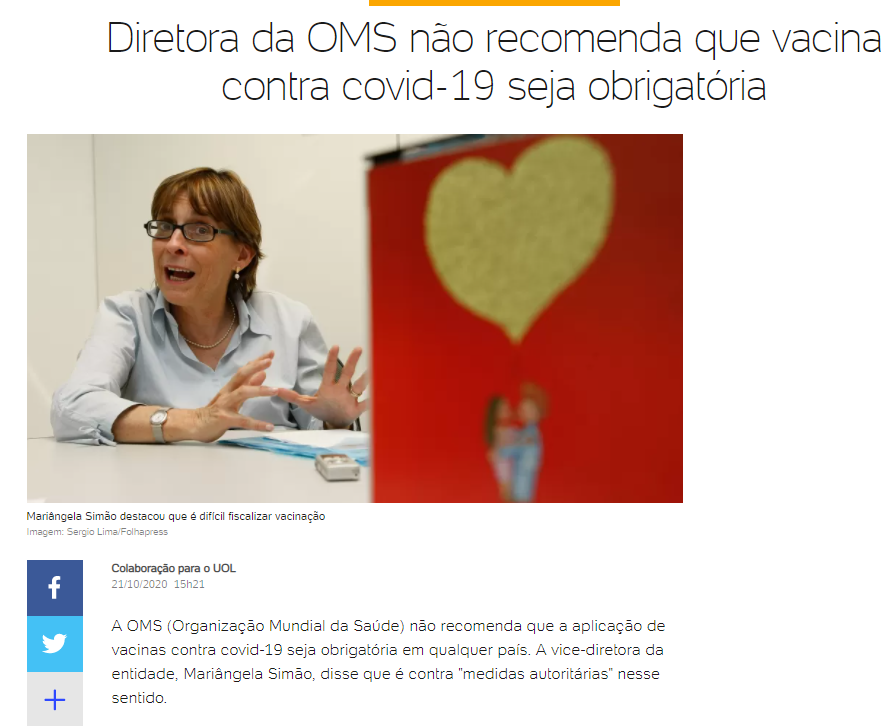 Diretora da OMS não recomenda que vacina
contra covid-19 seja obrigatória
Mariângela Simão destacou que é difícil fiscalizar vacinação
Imagem: Sergio Lima/Folhapress
Colaboração para o UOL
21/10/2020 15h21
A OMS (Organização Mundial da Saúde) não recomenda que a aplicação de
vacinas contra covid-19 seja obrigatória em qualquer país. A vice-diretora da
entidade, Mariângela Simão, disse que é contra "medidas autoritárias" nesse
sentido.